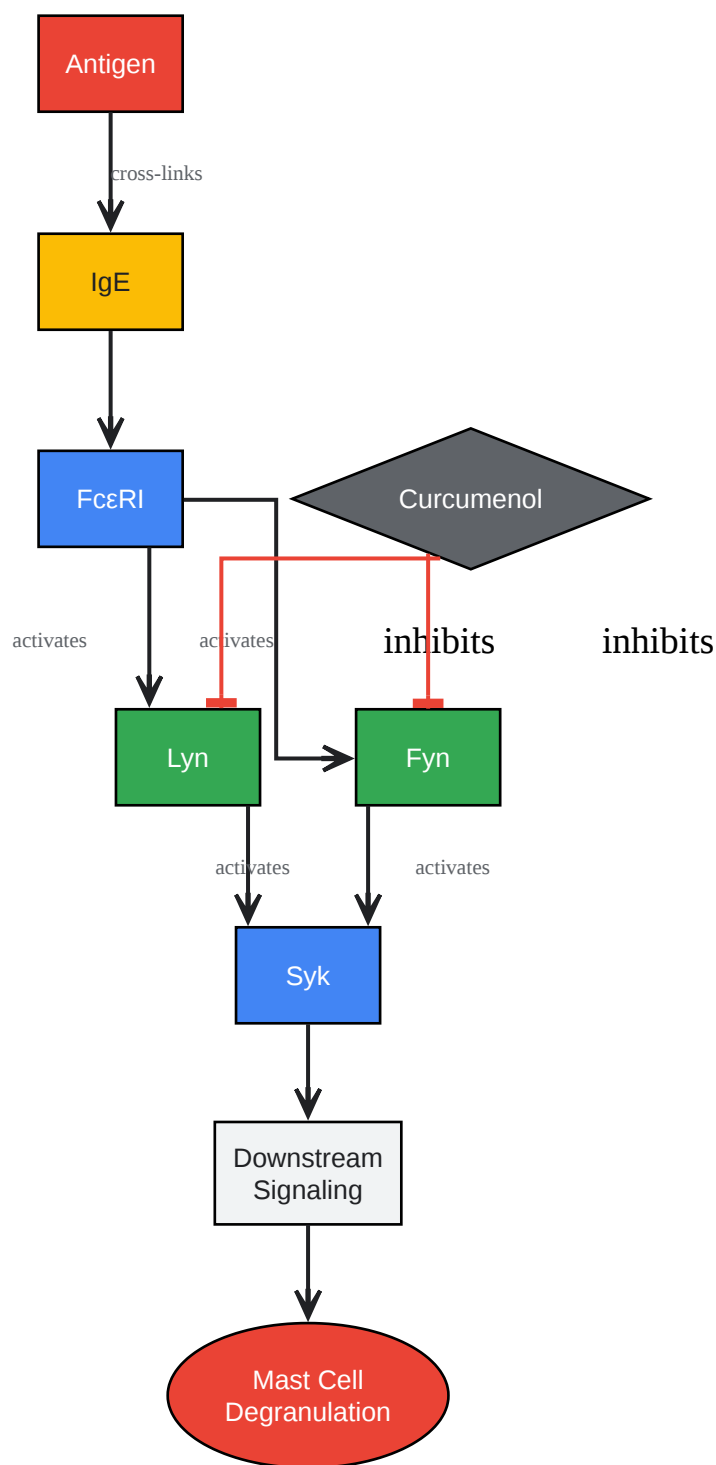 Antigen
cross-links
IgE
FcεRI
Curcumenol
activates
activates
inhibits
inhibits
Lyn
Fyn
activates
activates
Syk
Downstream
Signaling
Mast Cell
Degranulation